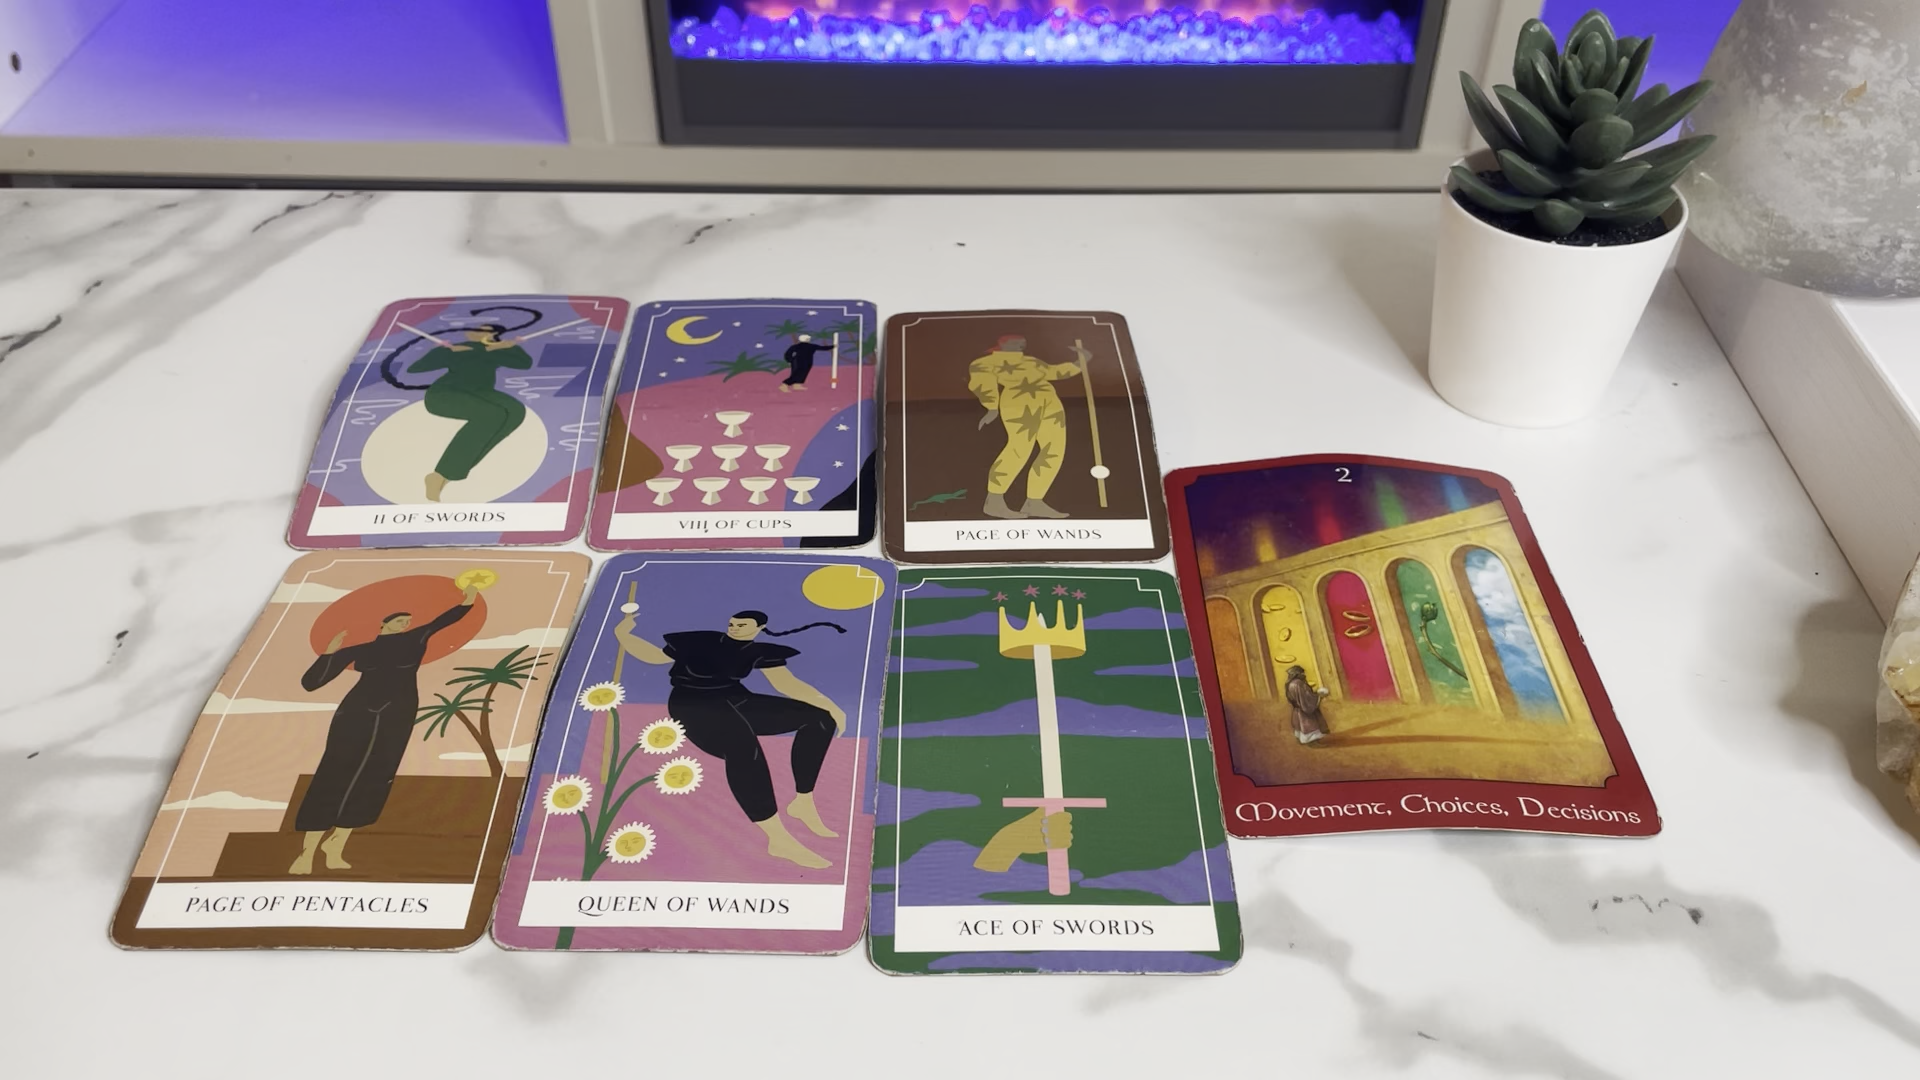 II OF SWORDS
VIII OF CUPS
PAGE OF WANDS
2
Movement, Choices, Decisions
PAGE OF PENTACLES
QUEEN OF WANDS
ACE OF SWORDS